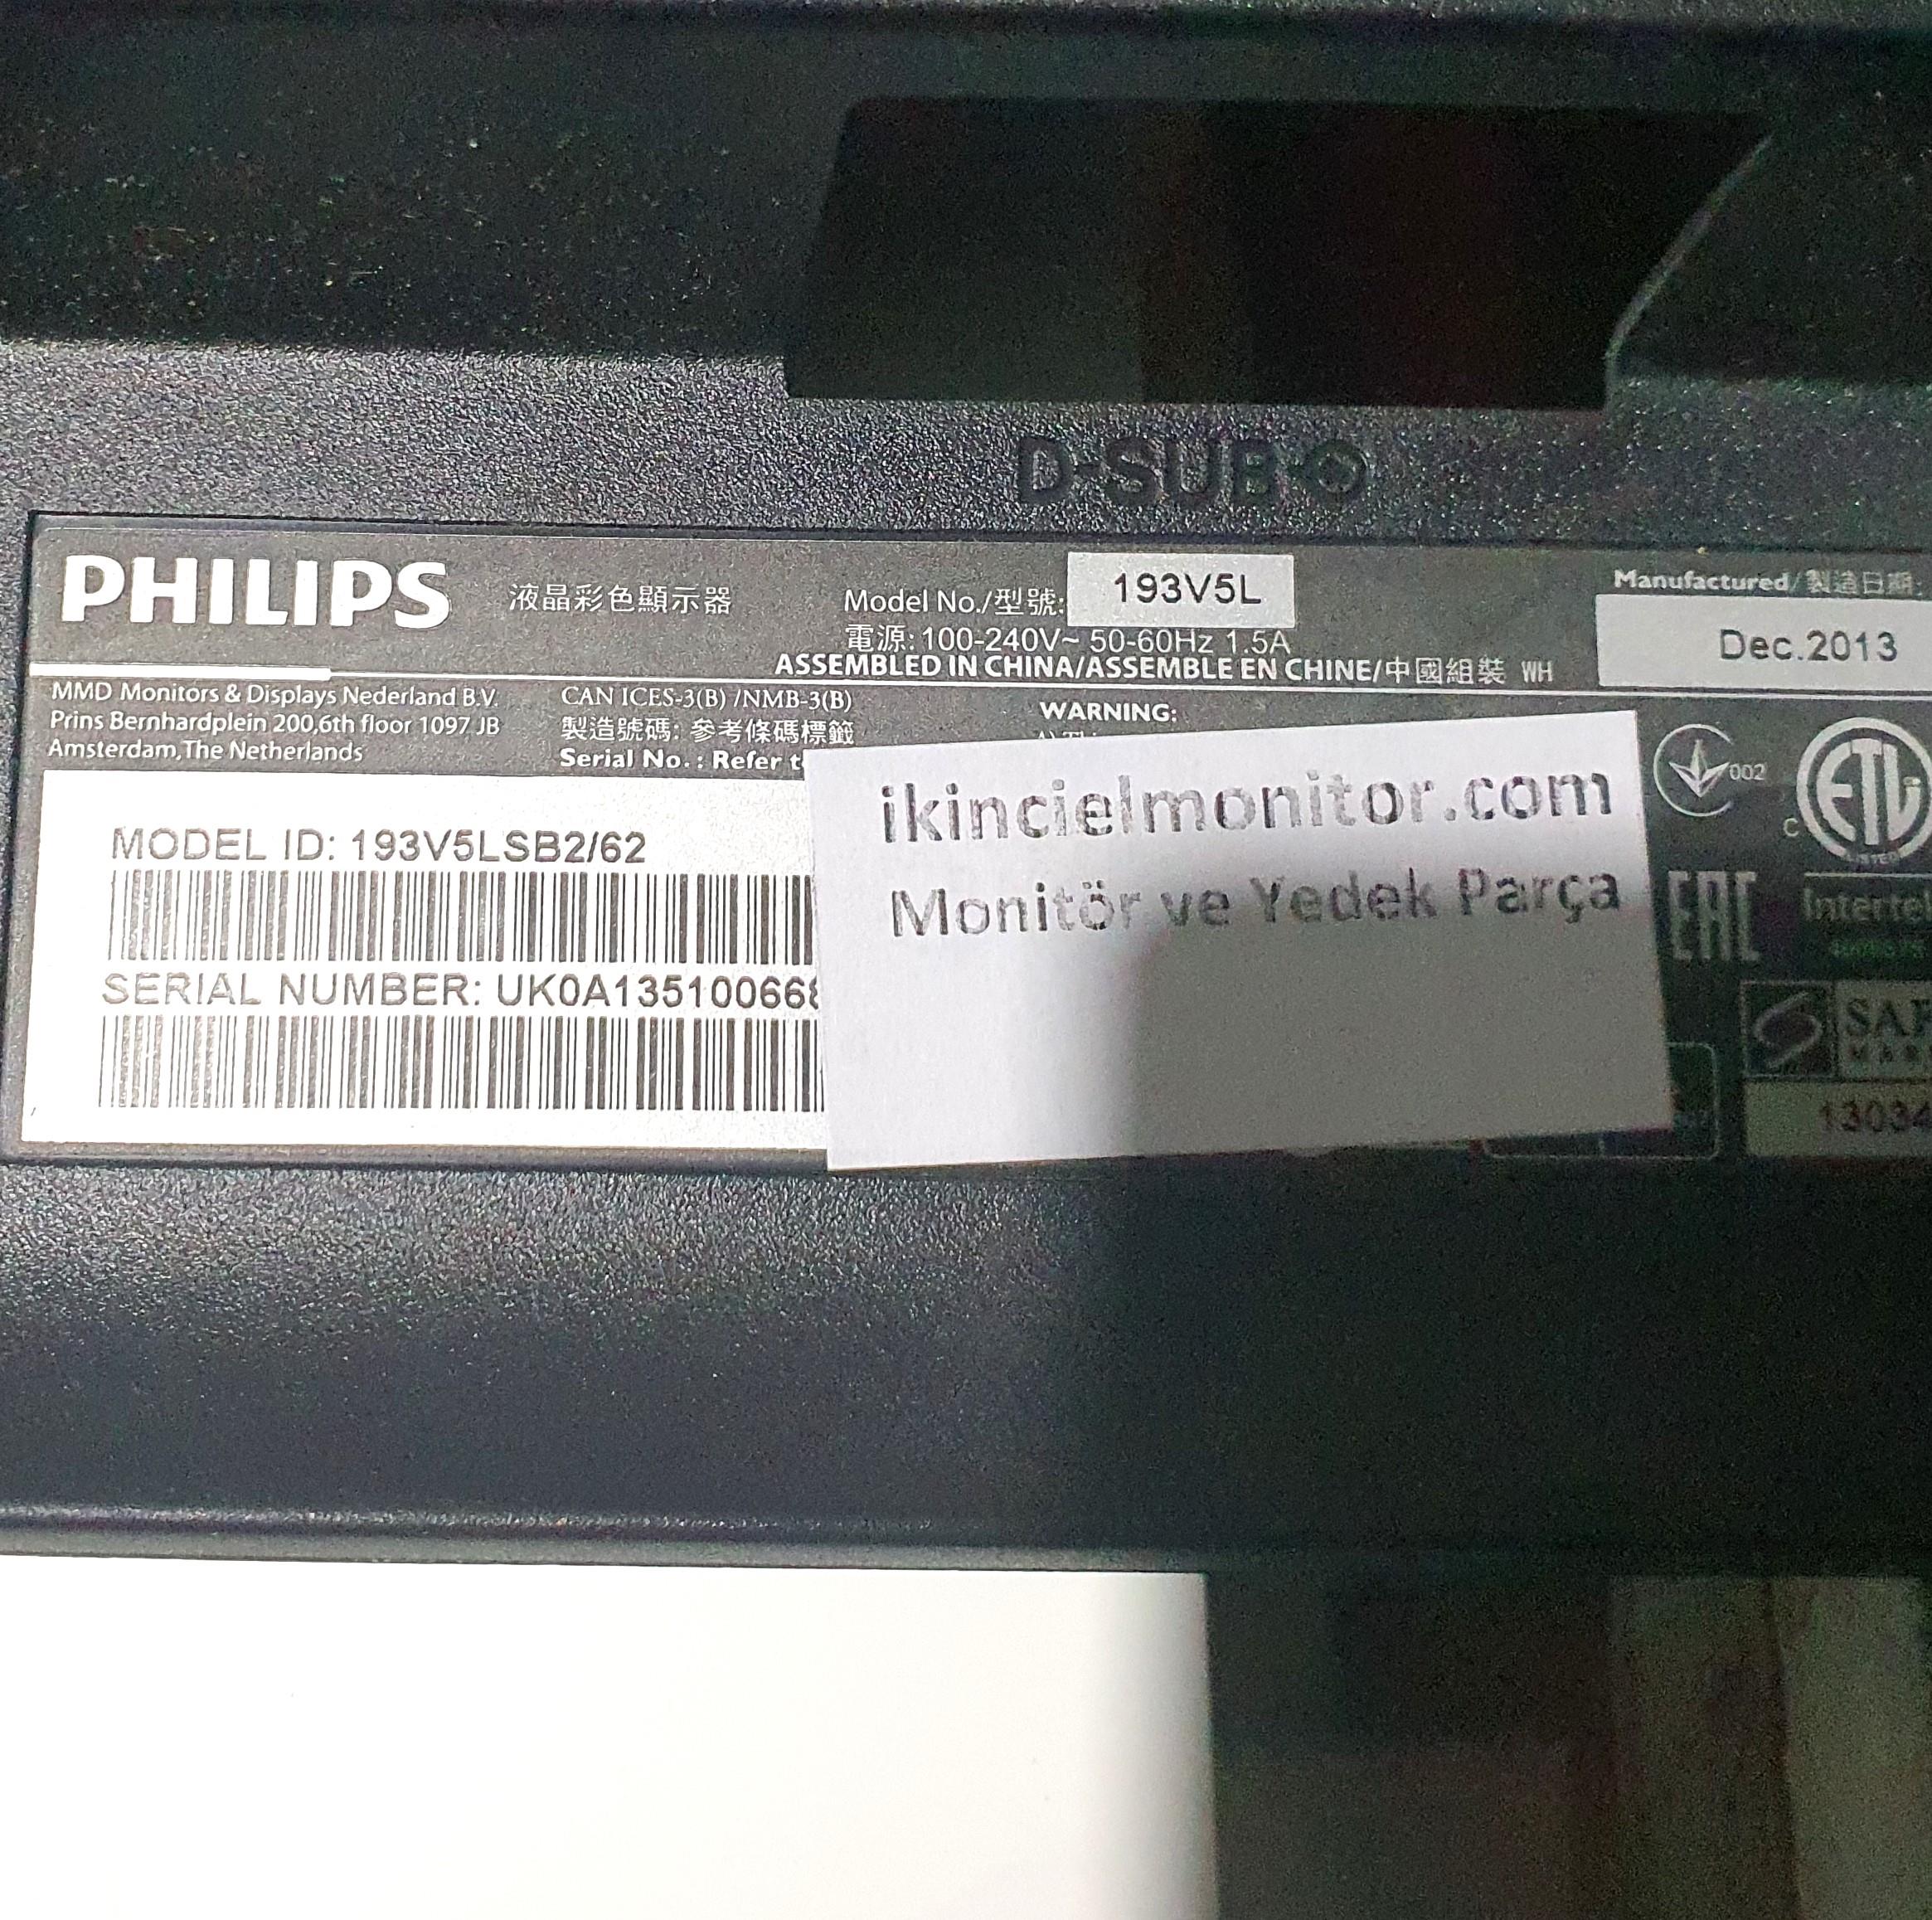 D-SUB
PHILIPS
液晶彩色顯示器
Model No./型號:
193V5L
電源: 100-240V~ 50-60Hz 1.5A
ASSEMBLED IN CHINA/ASSEMBLE EN CHINE/中國組裝 WH
Manufactured/製造日期
Dec.2013
MMD Monitors & Displays Nederland B.V.
Prins Bernhardplein 200,6th floor 1097 JB
Amsterdam,The Netherlands
CAN ICES-3(B) /NMB-3(B)
製造號碼: 參考條碼標籤
Serial No. : Refer
WARNING:
MODEL ID: 193V5LSB2/62
SERIAL NUMBER: UK0A135100668
ikincielmonitor.com
Monitör ve Yedek Parça
002
C
ETL
LISTED
EAC